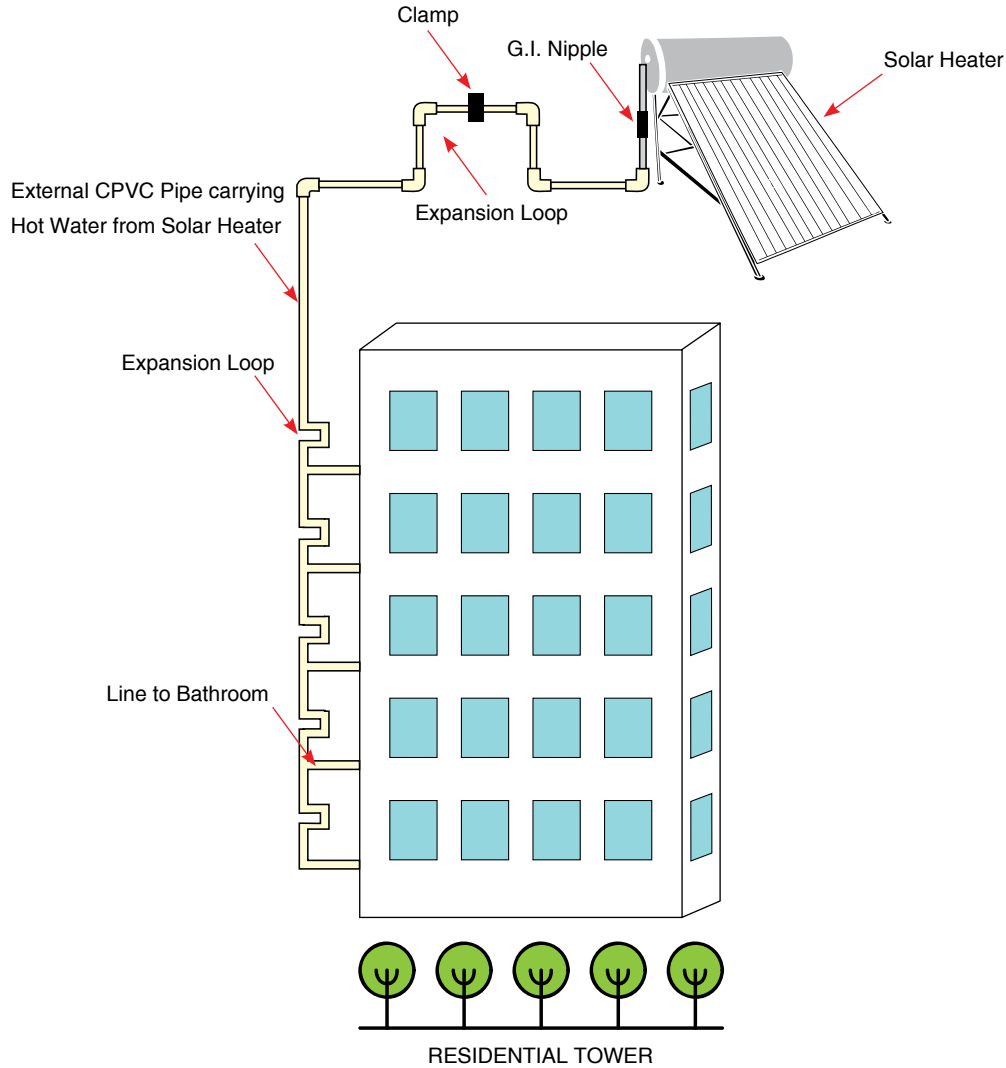 Clamp
G.I. Nipple
Solar Heater
External CPVC Pipe carrying
Hot Water from Solar Heater
Expansion Loop
Expansion Loop
Line to Bathroom
RESIDENTIAL TOWER